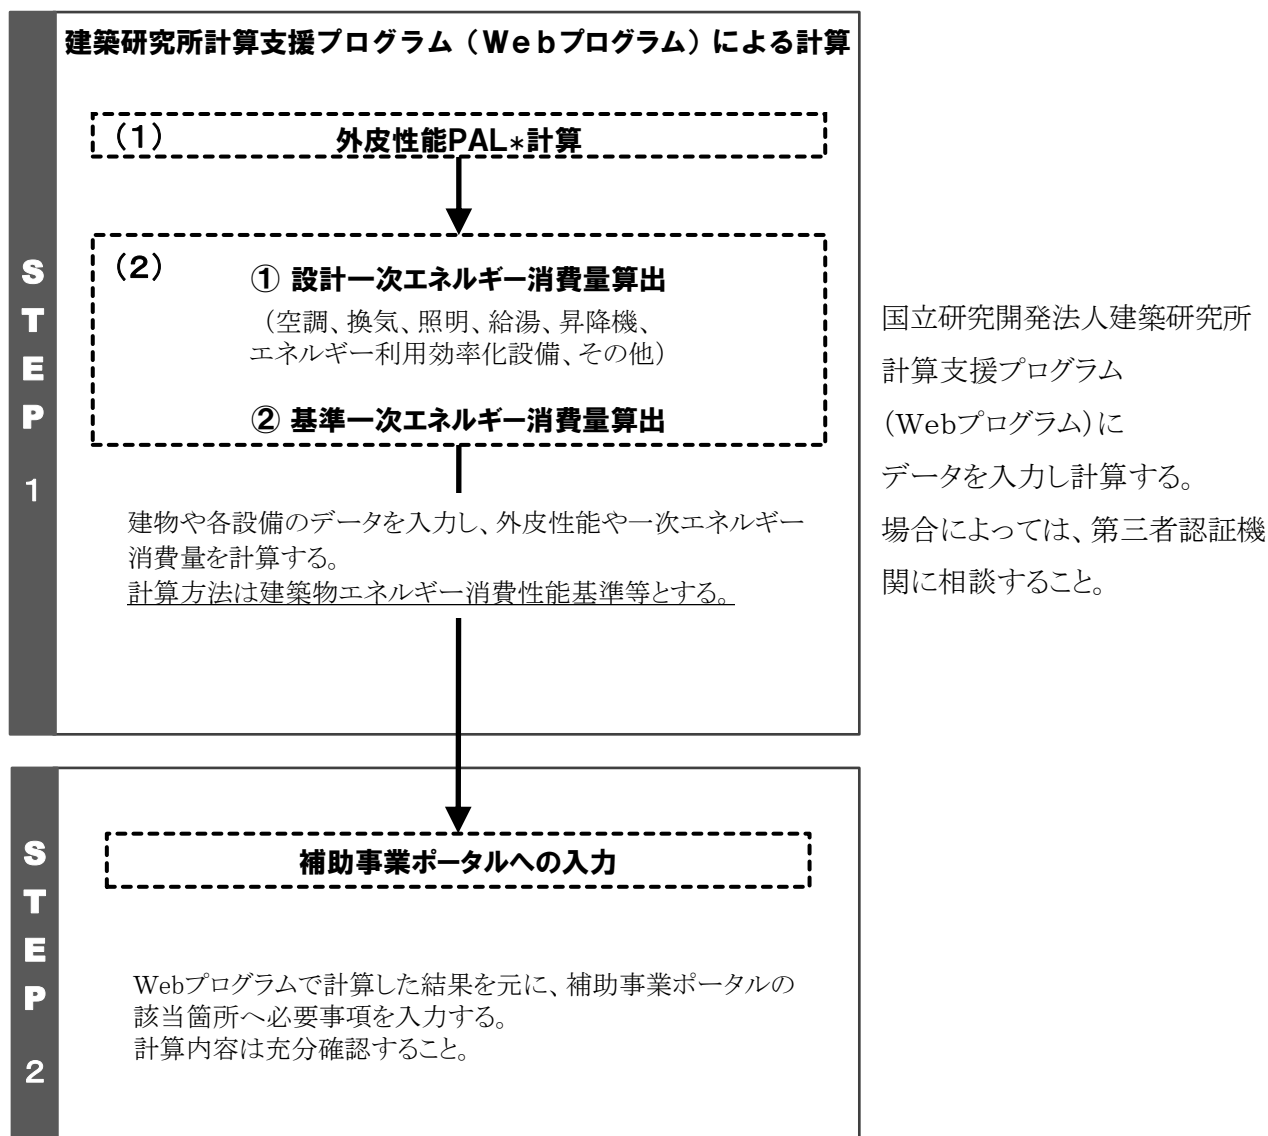 建築研究所計算支援プログラム（Ｗｅｂプログラム）による計算
（1）
外皮性能PAL*計算
（2）
① 設計一次エネルギー消費量算出
（空調、換気、照明、給湯、昇降機、
エネルギー利用効率化設備、その他）
② 基準一次エネルギー消費量算出
建物や各設備のデータを入力し、外皮性能や一次エネルギー
消費量を計算する。
計算方法は建築物エネルギー消費性能基準等とする。
STEP 1
国立研究開発法人建築研究所
計算支援プログラム
（Webプログラム）に
データを入力し計算する。
場合によっては、第三者認証機
関に相談すること。
STEP 2
補助事業ポータルへの入力
Webプログラムで計算した結果を元に、補助事業ポータルの
該当箇所へ必要事項を入力する。
計算内容は充分確認すること。